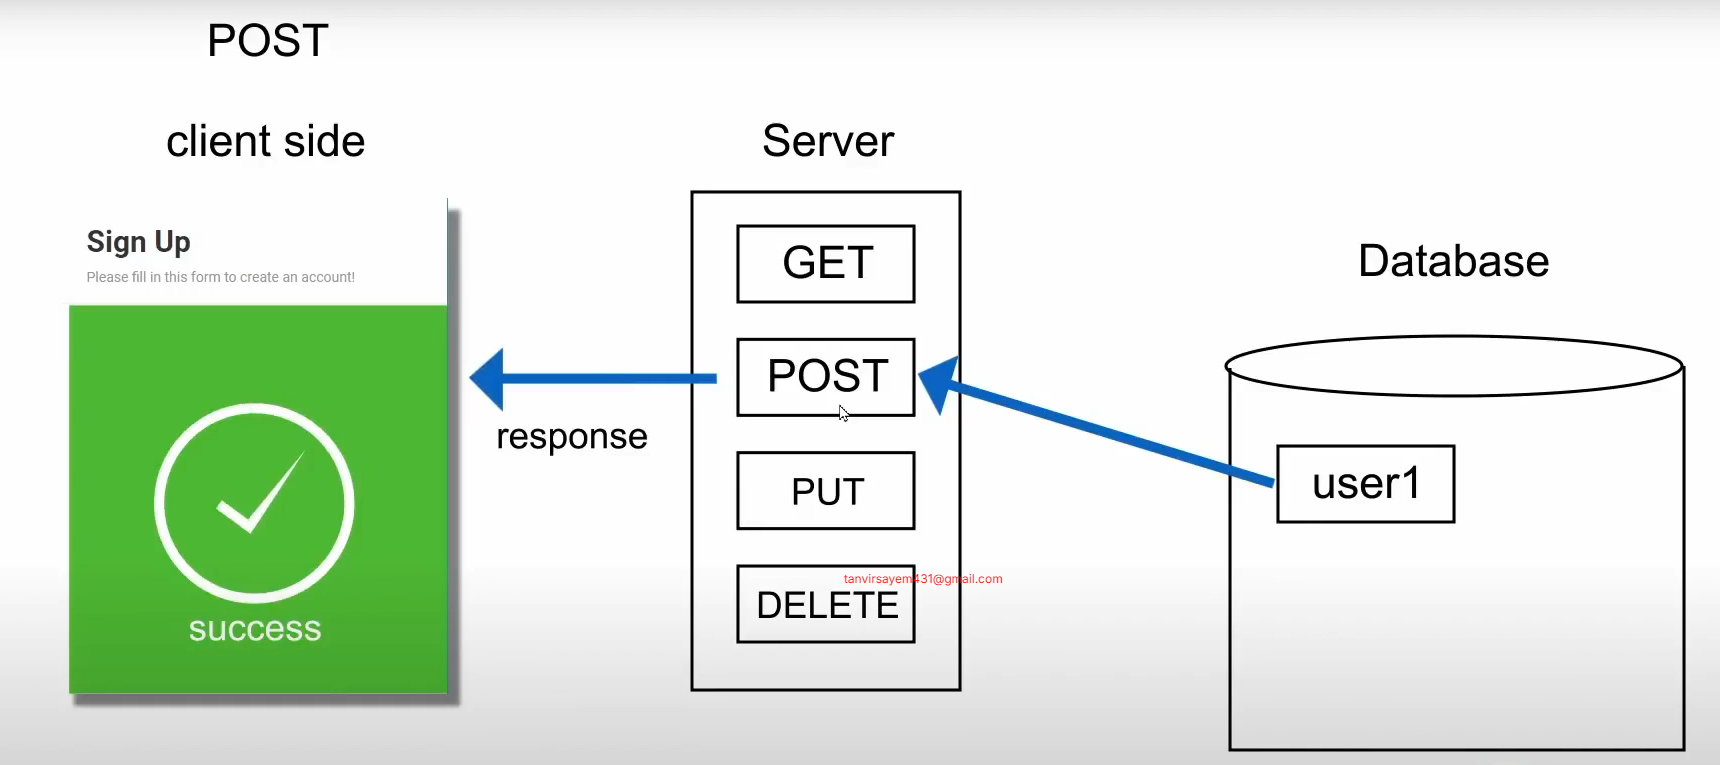 POST
client side
Server
Database
Sign Up
Please fill in this form to create an account!
GET
POST
response
user1
PUT
tanvirsayem431@gmail.com
DELETE
success